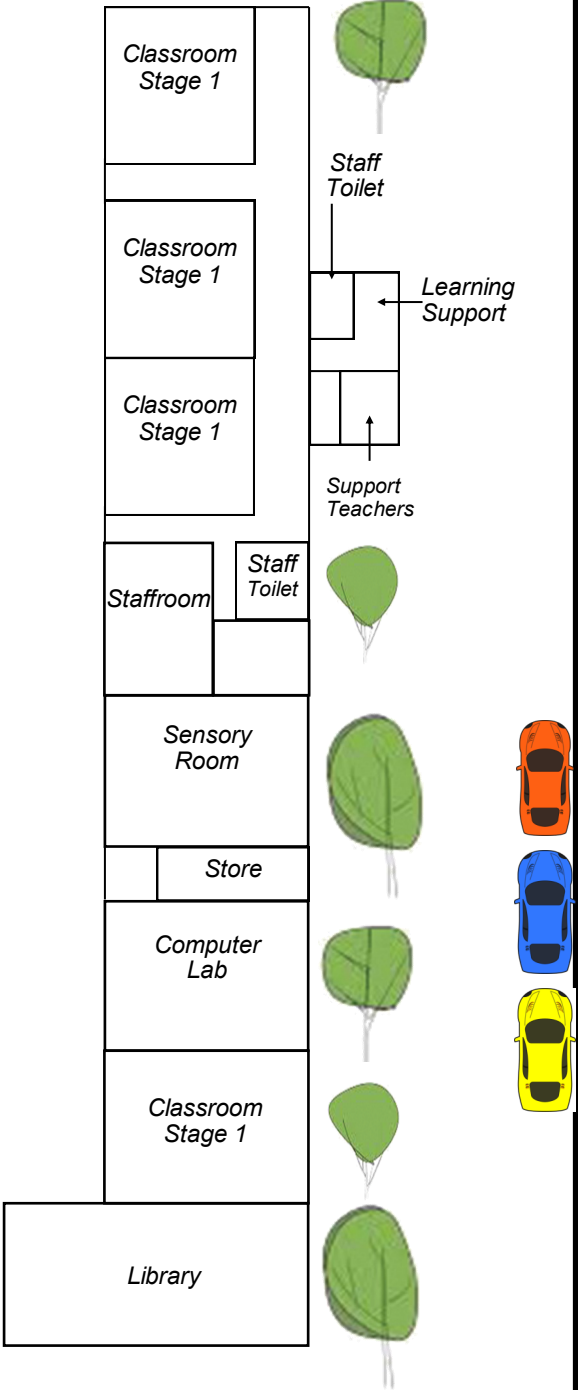 Classroom
Stage 1
Staff
Toilet
Classroom
Stage 1
Learning
Support
Classroom
Stage 1
Support
Teachers
Staffroom
Staff
Toilet
Sensory
Room
Store
Computer
Lab
Classroom
Stage 1
Library